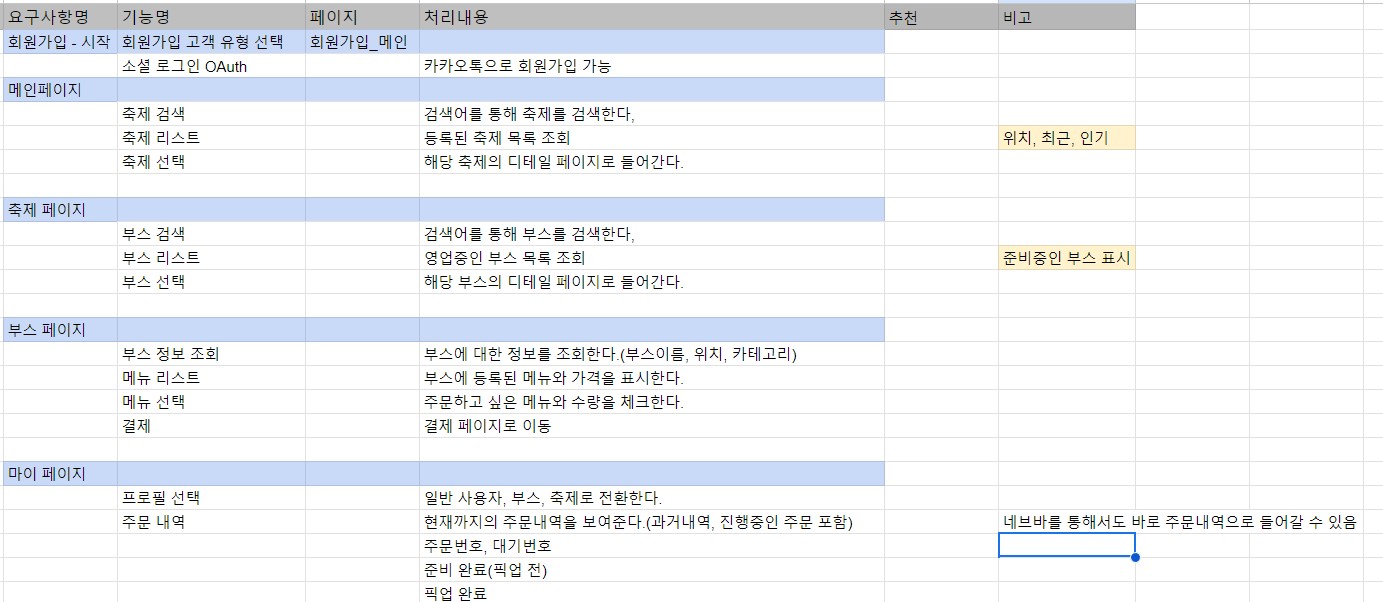 요구사항명 기능명 페이지 처리내용 추천 비고
회원가입 - 시작 회원가입 고객 유형 선택 회원가입_메인
소셜 로그인 OAuth 카카오톡으로 회원가입 가능
메인페이지
축제 검색 검색어를 통해 축제를 검색한다,
축제 리스트 등록된 축제 목록 조회 위치, 최근, 인기
축제 선택 해당 축제의 디테일 페이지로 들어간다.
축제 페이지
부스 검색 검색어를 통해 부스를 검색한다,
부스 리스트 영업중인 부스 목록 조회 준비중인 부스 표시
부스 선택 해당 부스의 디테일 페이지로 들어간다.
부스 페이지
부스 정보 조회 부스에 대한 정보를 조회한다.(부스이름, 위치, 카테고리)
메뉴 리스트 부스에 등록된 메뉴와 가격을 표시한다.
메뉴 선택 주문하고 싶은 메뉴와 수량을 체크한다.
결제 결제 페이지로 이동
마이 페이지
프로필 선택 일반 사용자, 부스, 축제로 전환한다.
주문 내역 현재까지의 주문내역을 보여준다.(과거내역, 진행중인 주문 포함) 네브바를 통해서도 바로 주문내역으로 들어갈 수 있음
주문번호, 대기번호
준비 완료(픽업 전)
픽업 완료